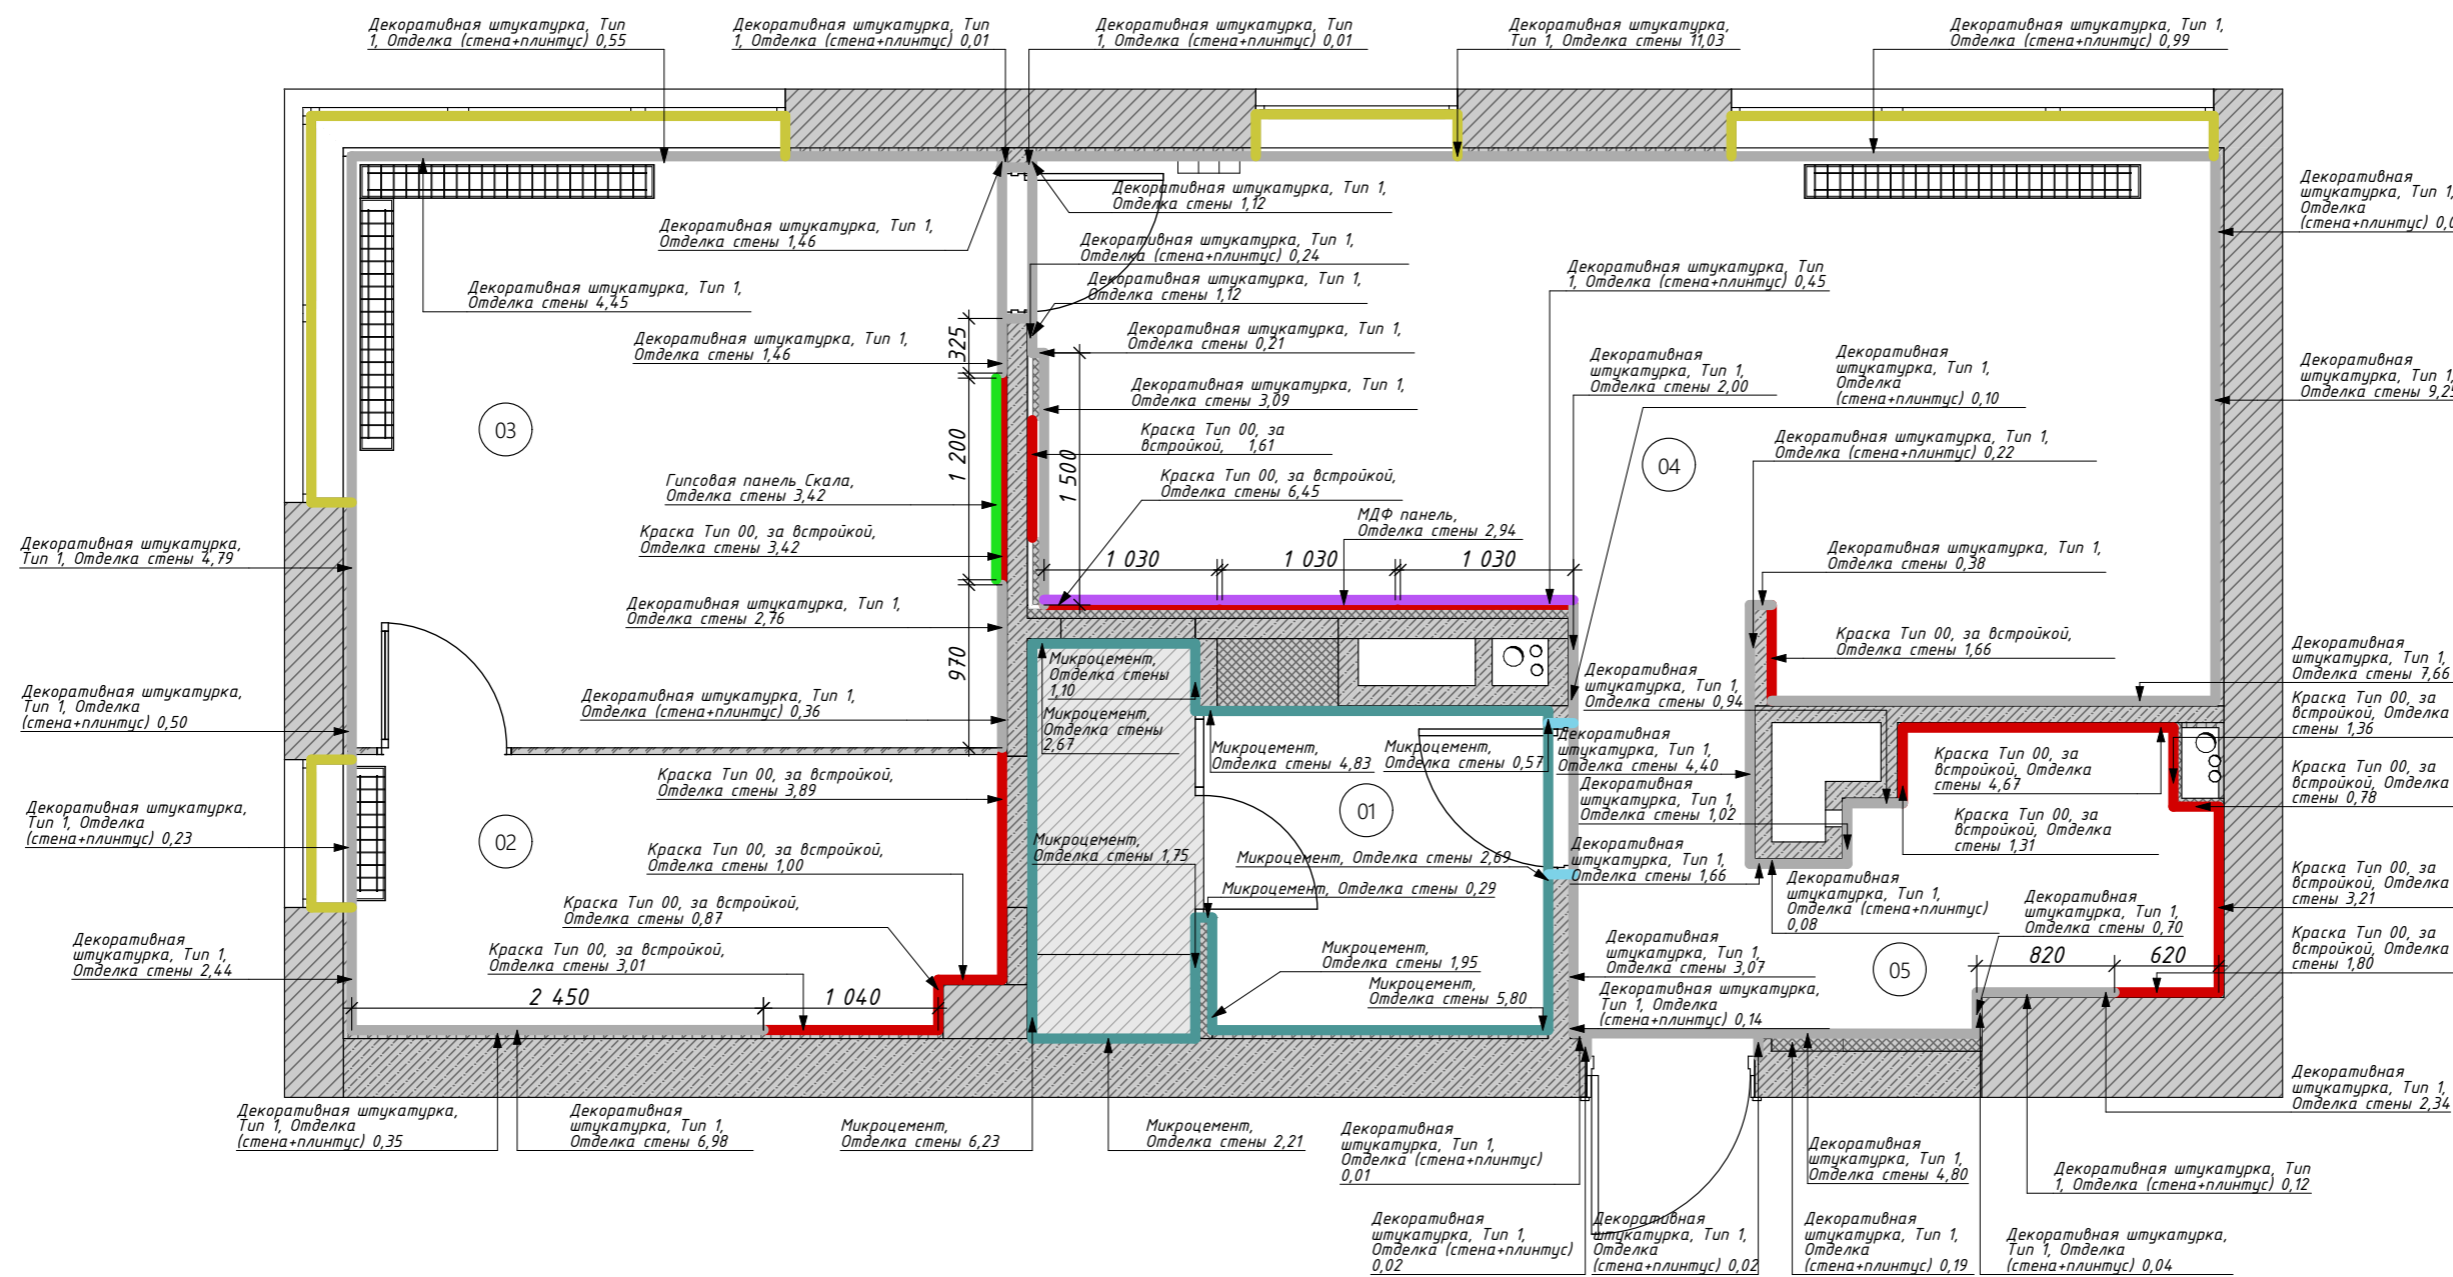 Декоративная штукатурка, Тип
1, Отделка (стена+плинтус) 0,55
Декоративная штукатурка, Тип
1, Отделка (стена+плинтус) 0,01
Декоративная штукатурка, Тип
1, Отделка (стена+плинтус) 0,01
Декоративная штукатурка,
Тип 1, Отделка стены 11,03
Декоративная штукатурка, Тип 1,
Отделка (стена+плинтус) 0,99
Декоративная
штукатурка, Тип 1,
Отделка
(стена+плинтус)
Декоративная штукатурка, Тип 1,
Отделка стены 1,12
Декоративная штукатурка, Тип 1,
Отделка стены 1,46
Декоративная штукатурка, Тип 1,
Отделка (стена+плинтус) 0,24
Декоративная штукатурка, Тип 1,
Отделка стены 1,12
Декоративная штукатурка, Тип 1,
Отделка стены 4,45
Декоративная штукатурка, Тип
1, Отделка (стена+плинтус) 0,45
Декоративная штукатурка, Тип 1,
Отделка стены 0,21
Декоративная штукатурка, Тип 1,
Отделка стены 1,46
325
Декоративная
штукатурка, Тип 1,
Отделка стены 2,00
Декоративная
штукатурка, Тип 1,
Отделка
(стена+плинтус) 0,10
Декоративная
штукатурка, Тип 1,
Отделка стены 9,25
Декоративная штукатурка, Тип 1,
Отделка стены 3,09
03
1 200
Краска Тип 00, за
встройкой, 1,61
1 500
Декоративная штукатурка, Тип 1,
Отделка (стена+плинтус) 0,22
04
Гипсовая панель Скала,
Отделка стены 3,42
Краска Тип 00, за встройкой,
Отделка стены 6,45
Краска Тип 00, за встройкой,
Отделка стены 3,42
МДФ панель,
Отделка стены 2,94
1 030
1 030
1 030
Декоративная штукатурка,
Тип 1, Отделка стены 4,79
Декоративная штукатурка, Тип 1,
Отделка стены 0,38
Декоративная штукатурка, Тип 1,
Отделка стены 2,76
970
Краска Тип 00, за встройкой,
Отделка стены 1,66
Декоративная
штукатурка, Тип 1,
Отделка стены 7,66
Микроцемент,
Отделка стены
1,10
Микроцемент,
Отделка стены
2,67
Декоративная
штукатурка, Тип 1,
Отделка стены 0,94
Декоративная штукатурка,
Тип 1, Отделка
(стена+плинтус) 0,50
Декоративная штукатурка, Тип 1,
Отделка (стена+плинтус) 0,36
Краска Тип 00, за
встройкой, Отделка
стены 1,36
Микроцемент,
Отделка стены 4,83
Микроцемент,
Отделка стены 0,57
Декоративная
штукатурка, Тип 1,
Отделка стены 4,40
Краска Тип 00, за
встройкой, Отделка
стены 4,67
Краска Тип 00, за
встройкой, Отделка
стены 0,78
Краска Тип 00, за встройкой,
Отделка стены 3,89
Декоративная
штукатурка, Тип 1,
Отделка стены 1,02
Декоративная штукатурка,
Тип 1, Отделка
(стена+плинтус) 0,23
02
01
Краска Тип 00, за
встройкой, Отделка
стены 1,31
Краска Тип 00, за встройкой,
Отделка стены 1,00
Микроцемент,
Отделка стены 1,75
Микроцемент, Отделка стены 2,69
Декоративная
штукатурка, Тип 1,
Отделка стены 1,66
Микроцемент, Отделка стены 0,29
Декоративная
штукатурка, Тип 1,
Отделка (стена+плинтус)
0,08
Краска Тип 00, за
встройкой, Отделка
стены 3,21
Краска Тип 00, за встройкой,
Отделка стены 0,87
Декоративная
штукатурка, Тип 1,
Отделка стены 0,70
Декоративная
штукатурка, Тип 1,
Отделка стены 2,44
Краска Тип 00, за встройкой,
Отделка стены 3,01
Микроцемент,
Отделка стены 1,95
Декоративная
штукатурка, Тип 1,
Отделка стены 3,07
05
820
620
Краска Тип 00, за
встройкой, Отделка
стены 1,80
2 450
1 040
Микроцемент,
Отделка стены 5,80
Декоративная штукатурка,
Тип 1, Отделка
(стена+плинтус) 0,14
Декоративная
штукатурка, Тип 1,
Отделка стены 2,34
Декоративная штукатурка,
Тип 1, Отделка
(стена+плинтус) 0,35
Декоративная
штукатурка, Тип 1,
Отделка стены 6,98
Микроцемент,
Отделка стены 6,23
Микроцемент,
Отделка стены 2,21
Декоративная
штукатурка, Тип 1,
Отделка (стена+плинтус)
0,01
Декоративная
штукатурка, Тип 1,
Отделка стены 4,80
Декоративная штукатурка, Тип
1, Отделка (стена+плинтус) 0,12
Декоративная
штукатурка, Тип 1,
Отделка (стена+плинтус)
0,02
Декоративная
штукатурка, Тип 1,
Отделка
(стена+плинтус) 0,02
Декоративная
штукатурка, Тип 1,
Отделка
(стена+плинтус) 0,19
Декоративная штукатурка,
Тип 1, Отделка
(стена+плинтус) 0,04